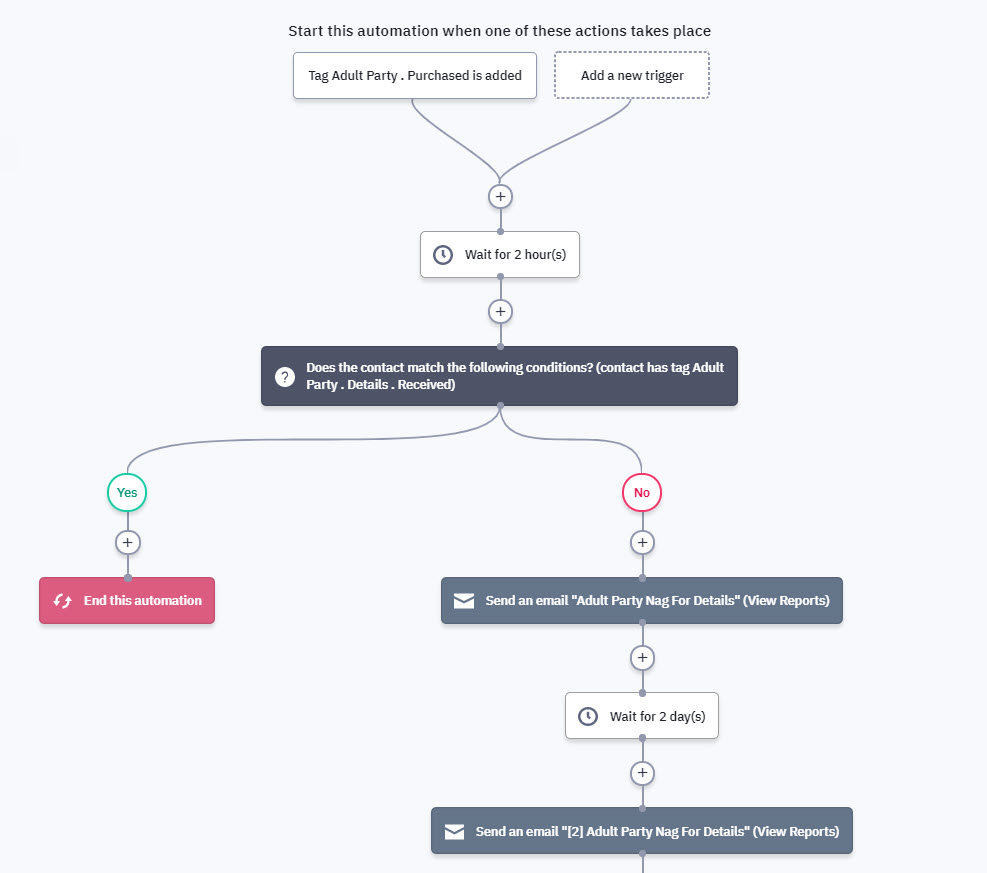 Start this automation when one of these actions takes place
Tag Adult Party . Purchased is added
Add a new trigger
Wait for 2 hour(s)
Does the contact match the following conditions? (contact has tag Adult
Party . Details . Received)
Yes
No
End this automation
Send an email "Adult Party Nag For Details" (View Reports)
Wait for 2 day(s)
Send an email "[2] Adult Party Nag For Details" (View Reports)